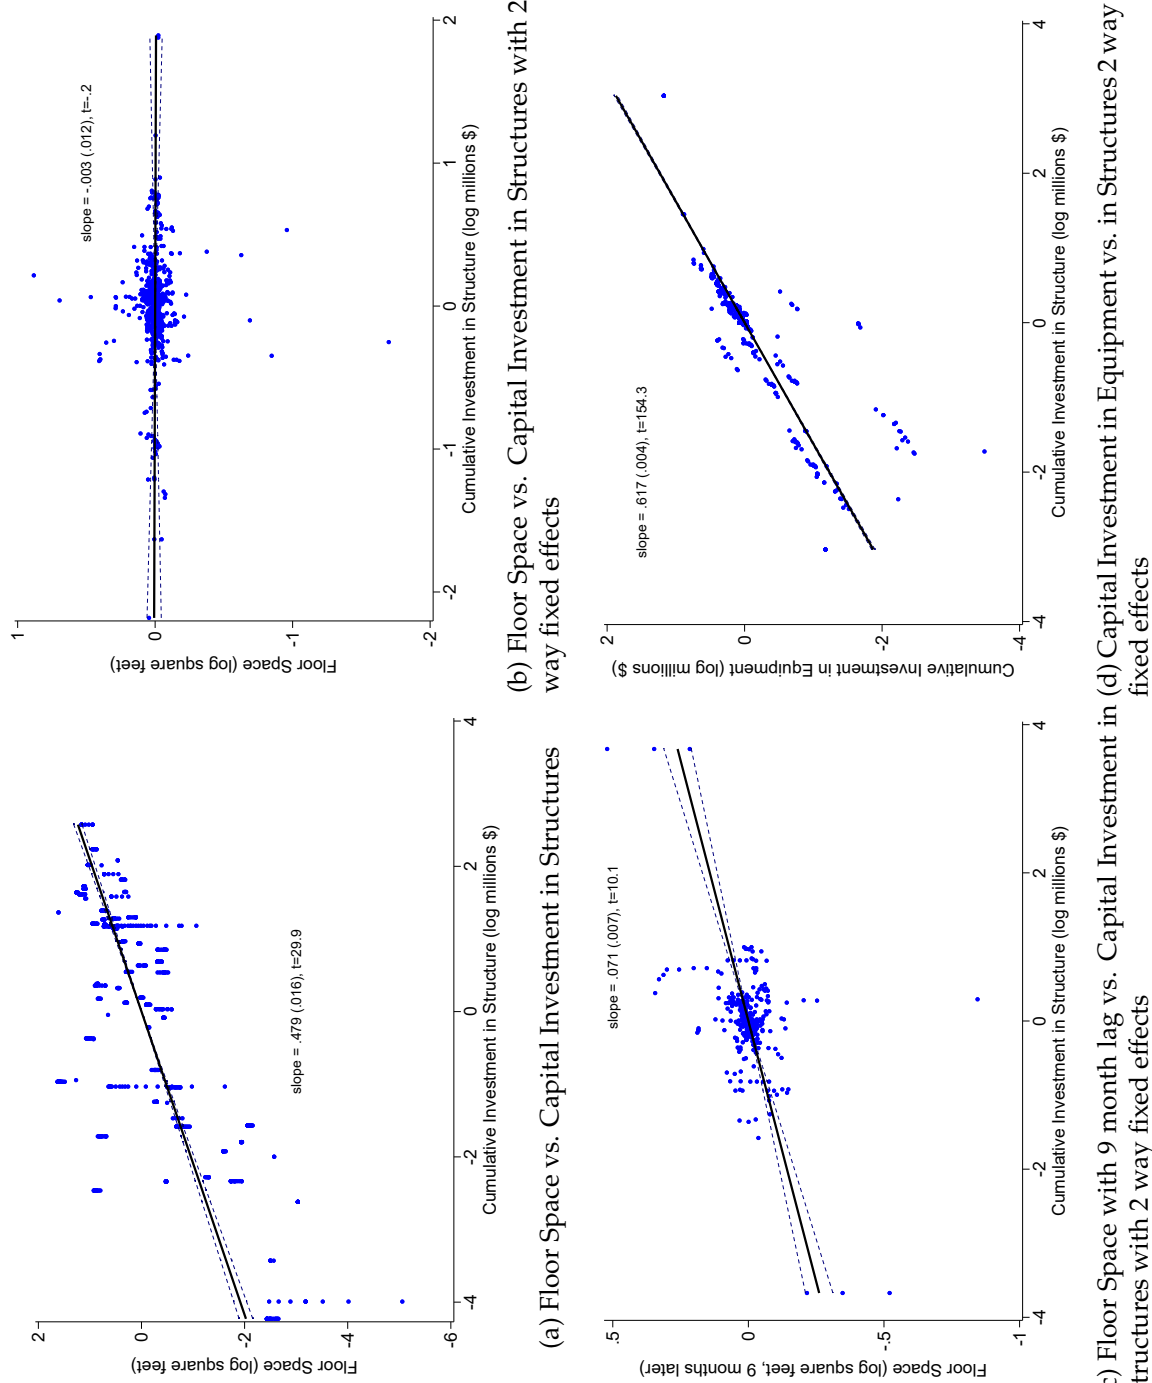 2
0
-2
-4
-6
Floor Space (log square feet)
-4
-2
0
2
4
Cumulative Investment in Structure (log millions $)
slope = .479 (.016), t=29.9
(a) Floor Space vs. Capital Investment in Structures
1
0
-1
-2
Floor Space (log square feet)
-2
-1
0
1
2
Cumulative Investment in Structure (log millions $)
slope = -.003 (.012), t=-.2
(b) Floor Space vs. Capital Investment in Structures with 2
way fixed effects
.5
0
-.5
-1
Floor Space (log square feet, 9 months later)
-4
-2
0
2
4
Cumulative Investment in Structure (log millions $)
slope = .071 (.007), t=10.1
c) Floor Space with 9 month lag vs. Capital Investment in
tructures with 2 way fixed effects
2
0
-2
-4
Cumulative Investment in Equipment (log millions $)
-4
-2
0
2
4
Cumulative Investment in Structure (log millions $)
slope = .617 (.004), t=154.3
(d) Capital Investment in Equipment vs. in Structures 2 way
fixed effects